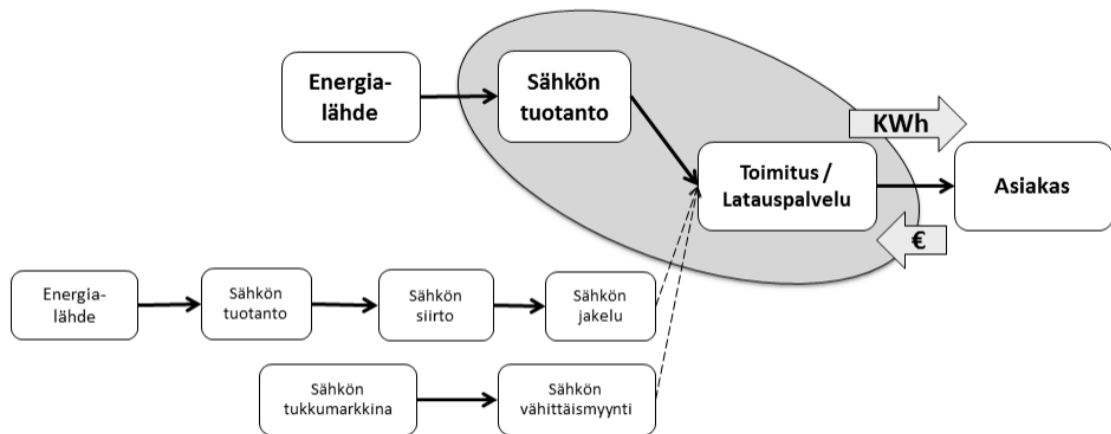 Energia-
lähde
Sähkön
tuotanto
KWh
Toimitus /
Latauspalvelu
Asiakas
€
Energia-
lähde
Sähkön
tuotanto
Sähkön
siirto
Sähkön
jakelu
Sähkön
tukkumarkkina
Sähkön
vähittäismyynti